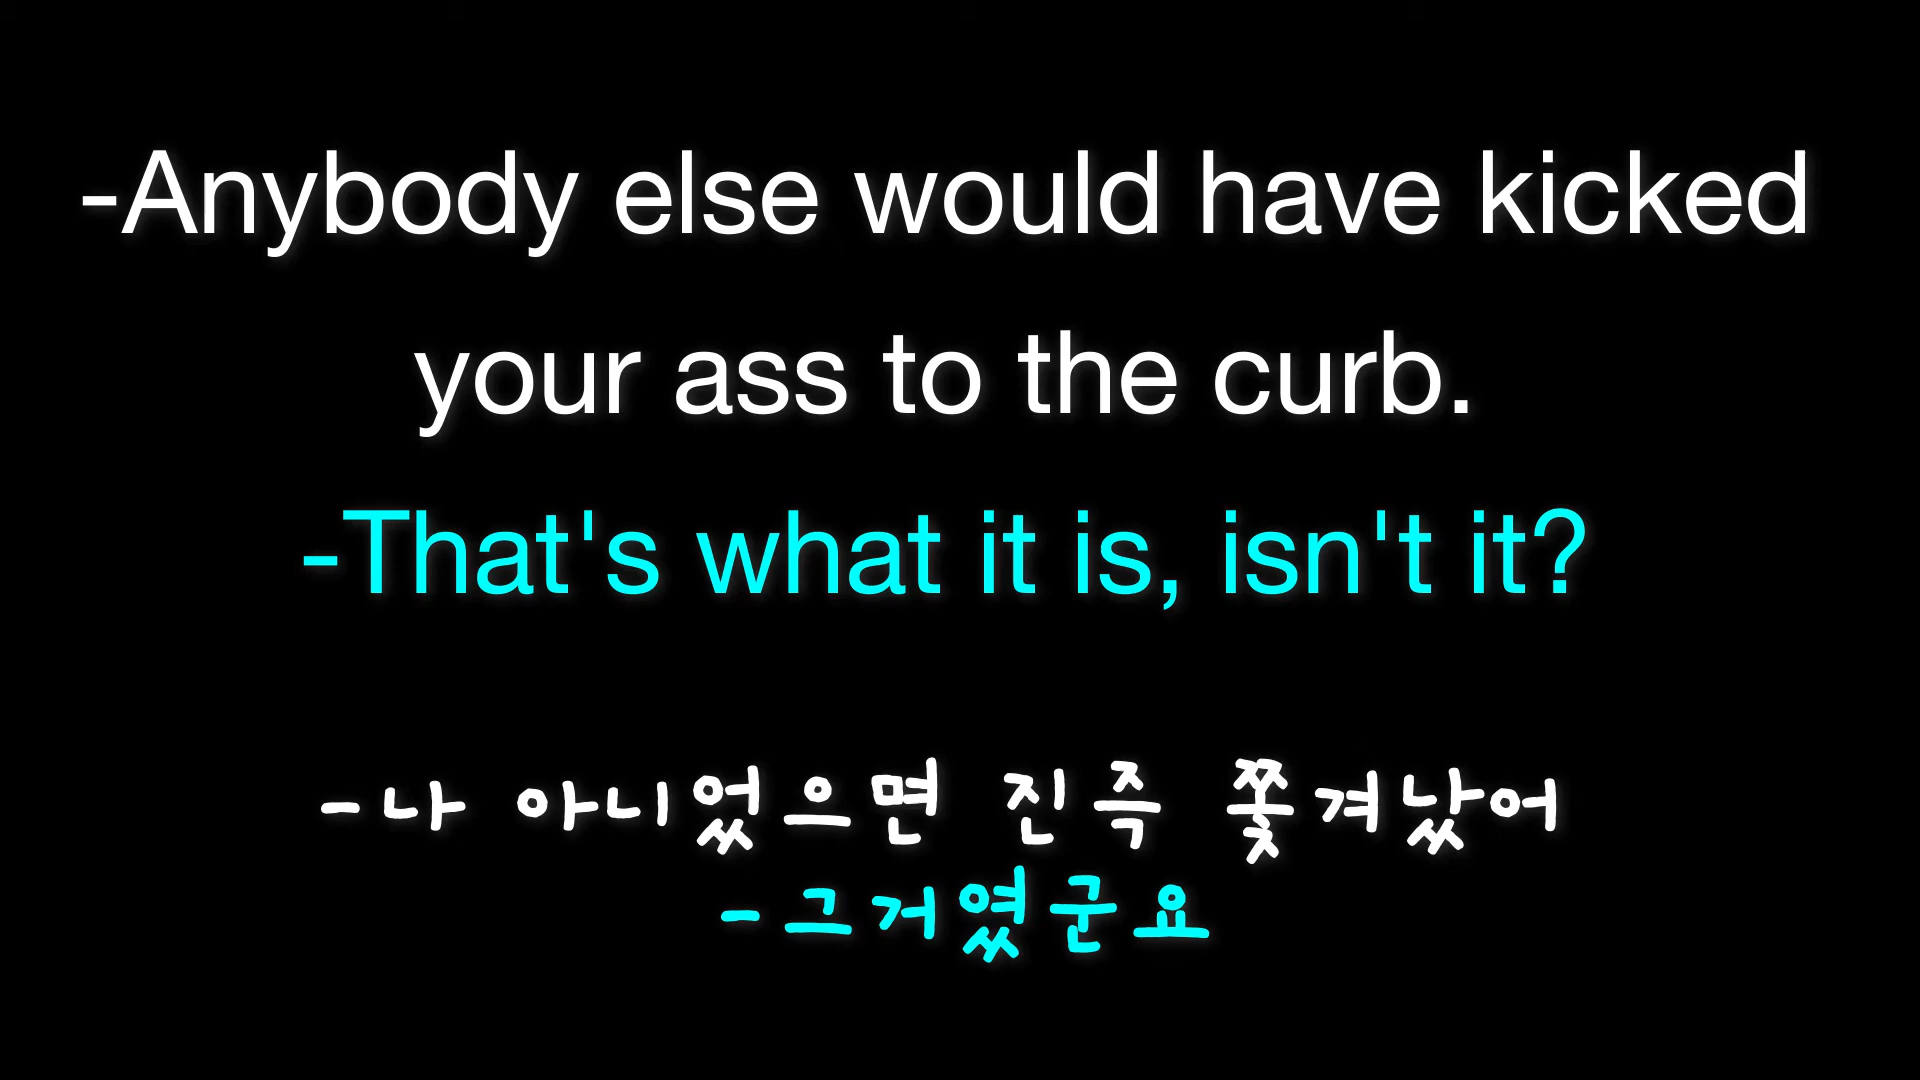 -Anybody else would have kicked
your ass to the curb.
-That's what it is, isn't it?
-나 아니었으면 진즉 쫓겨났어
-그거였군요